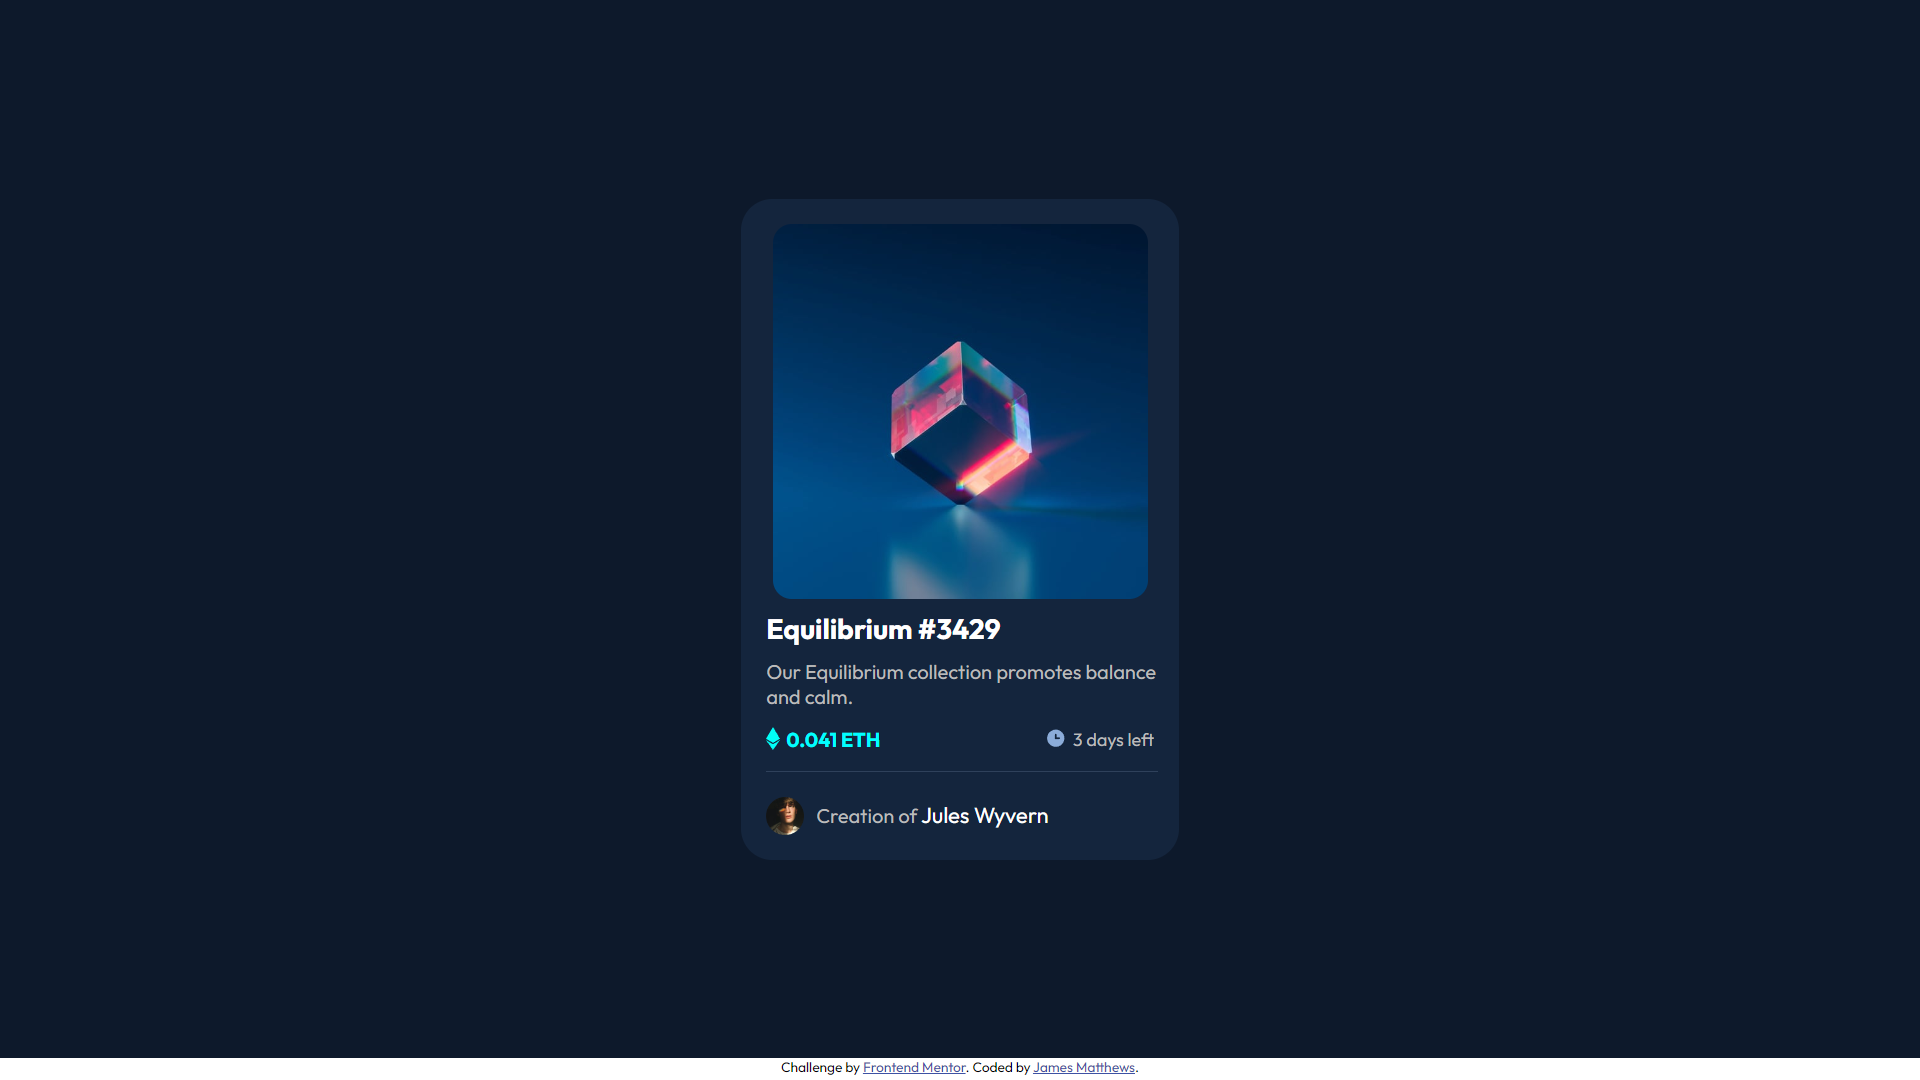 Equilibrium #3429
Our Equilibrium collection promotes balance
and calm.
0.041 ETH
3 days left
Creation of Jules Wyvern
Challenge by Frontend Mentor. Coded by James Matthews.